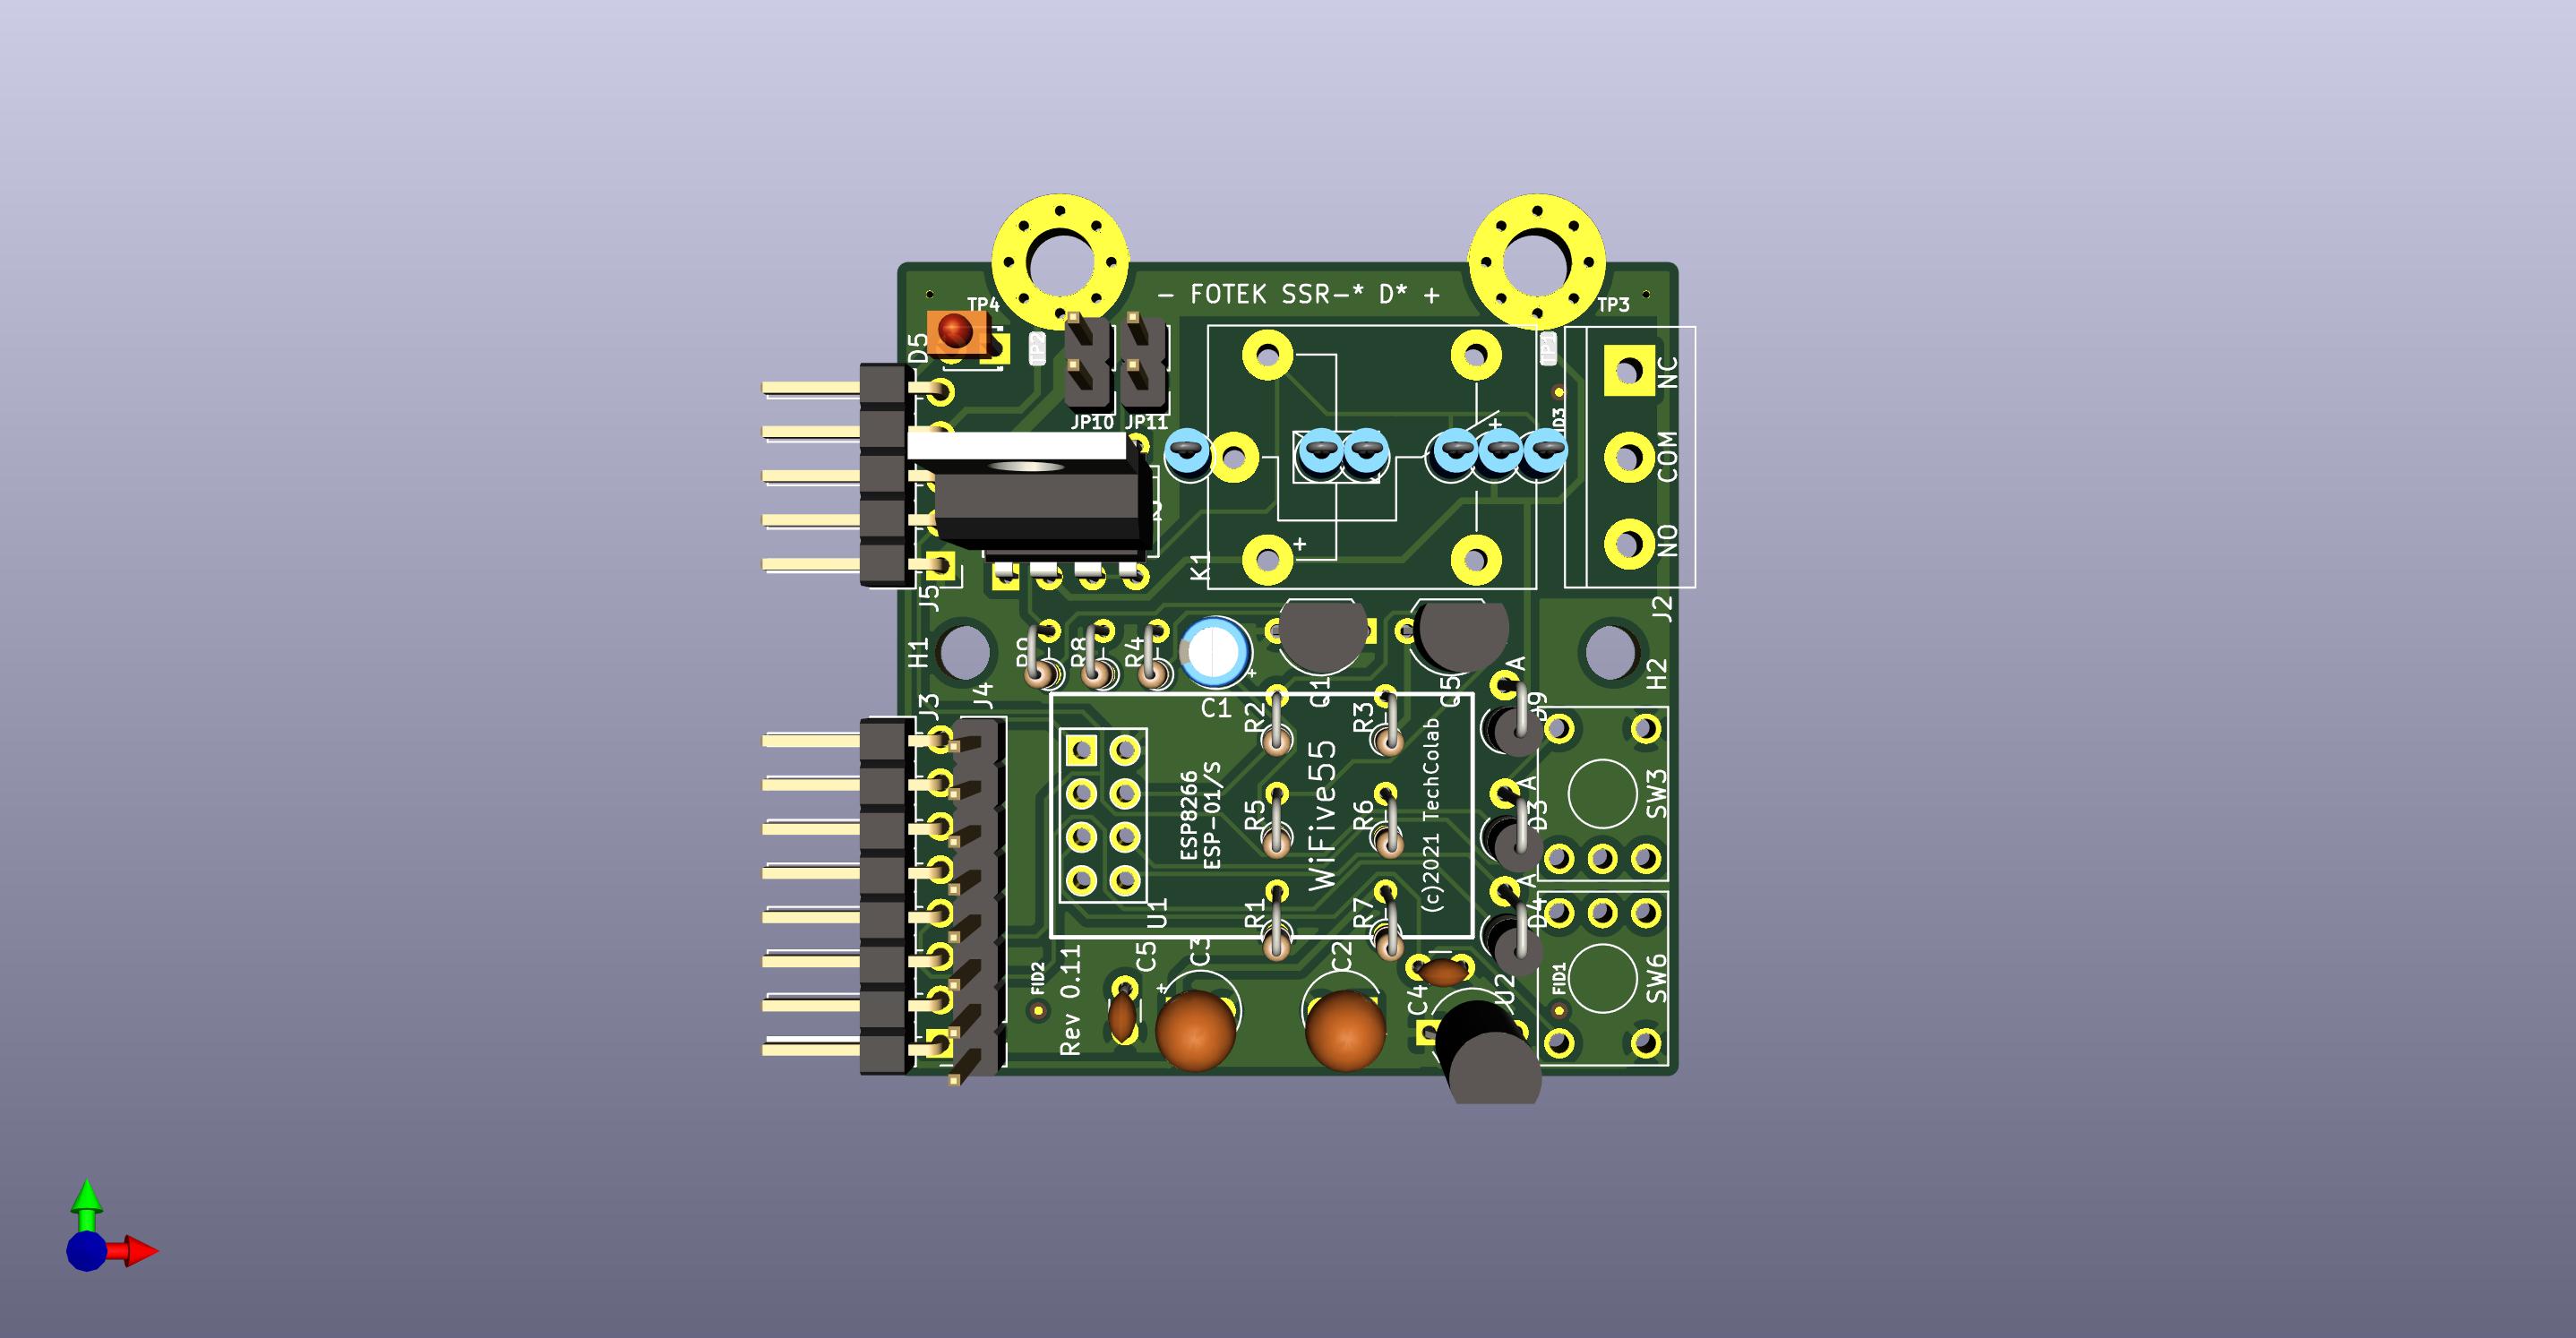 - FOTEK SSR-* D* +
TP4
TP3
D5
TP2
TP1
NC
JP10
JP11
COM
NO
+
+
K1
J5
J2
H1
R8
R4
H2
A
J3
J4
C1
+
Q1
Q5
R2
R3
ESP8266
ESP-01/S
WiFive55
(c)2021 TechColab
R5
R6
A
D3
SW3
U1
R1
R7
A
D4
C5
C3
C2
FID2
Rev 0.11
+
C4
U2
FID1
SW6